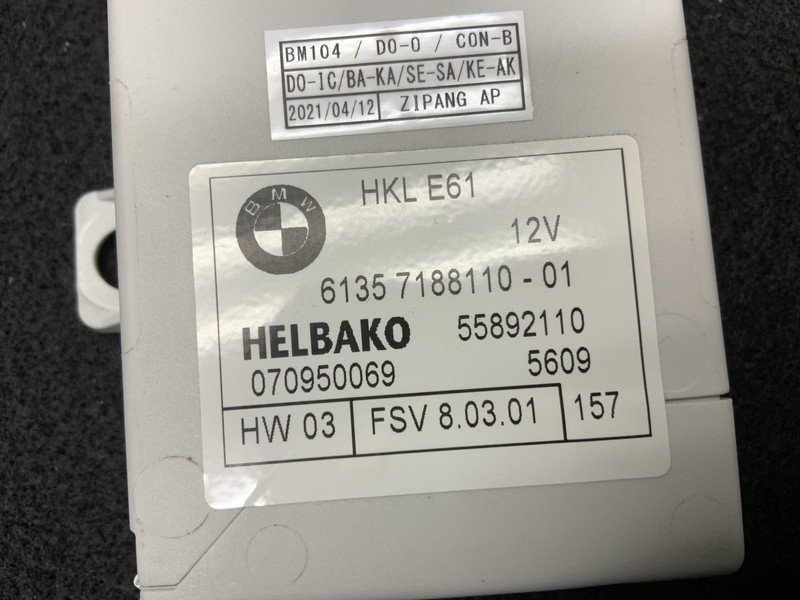 BM104 / DO-O / CON-B
DO-IC/BA-KA/SE-SA/KE-AK
2021/04/12 ZIPANG AP
BMW
HKL E61
12V
6135 7188110 - 01
HELBAKO 55892110
070950069 5609
HW 03 FSV 8.03.01 157